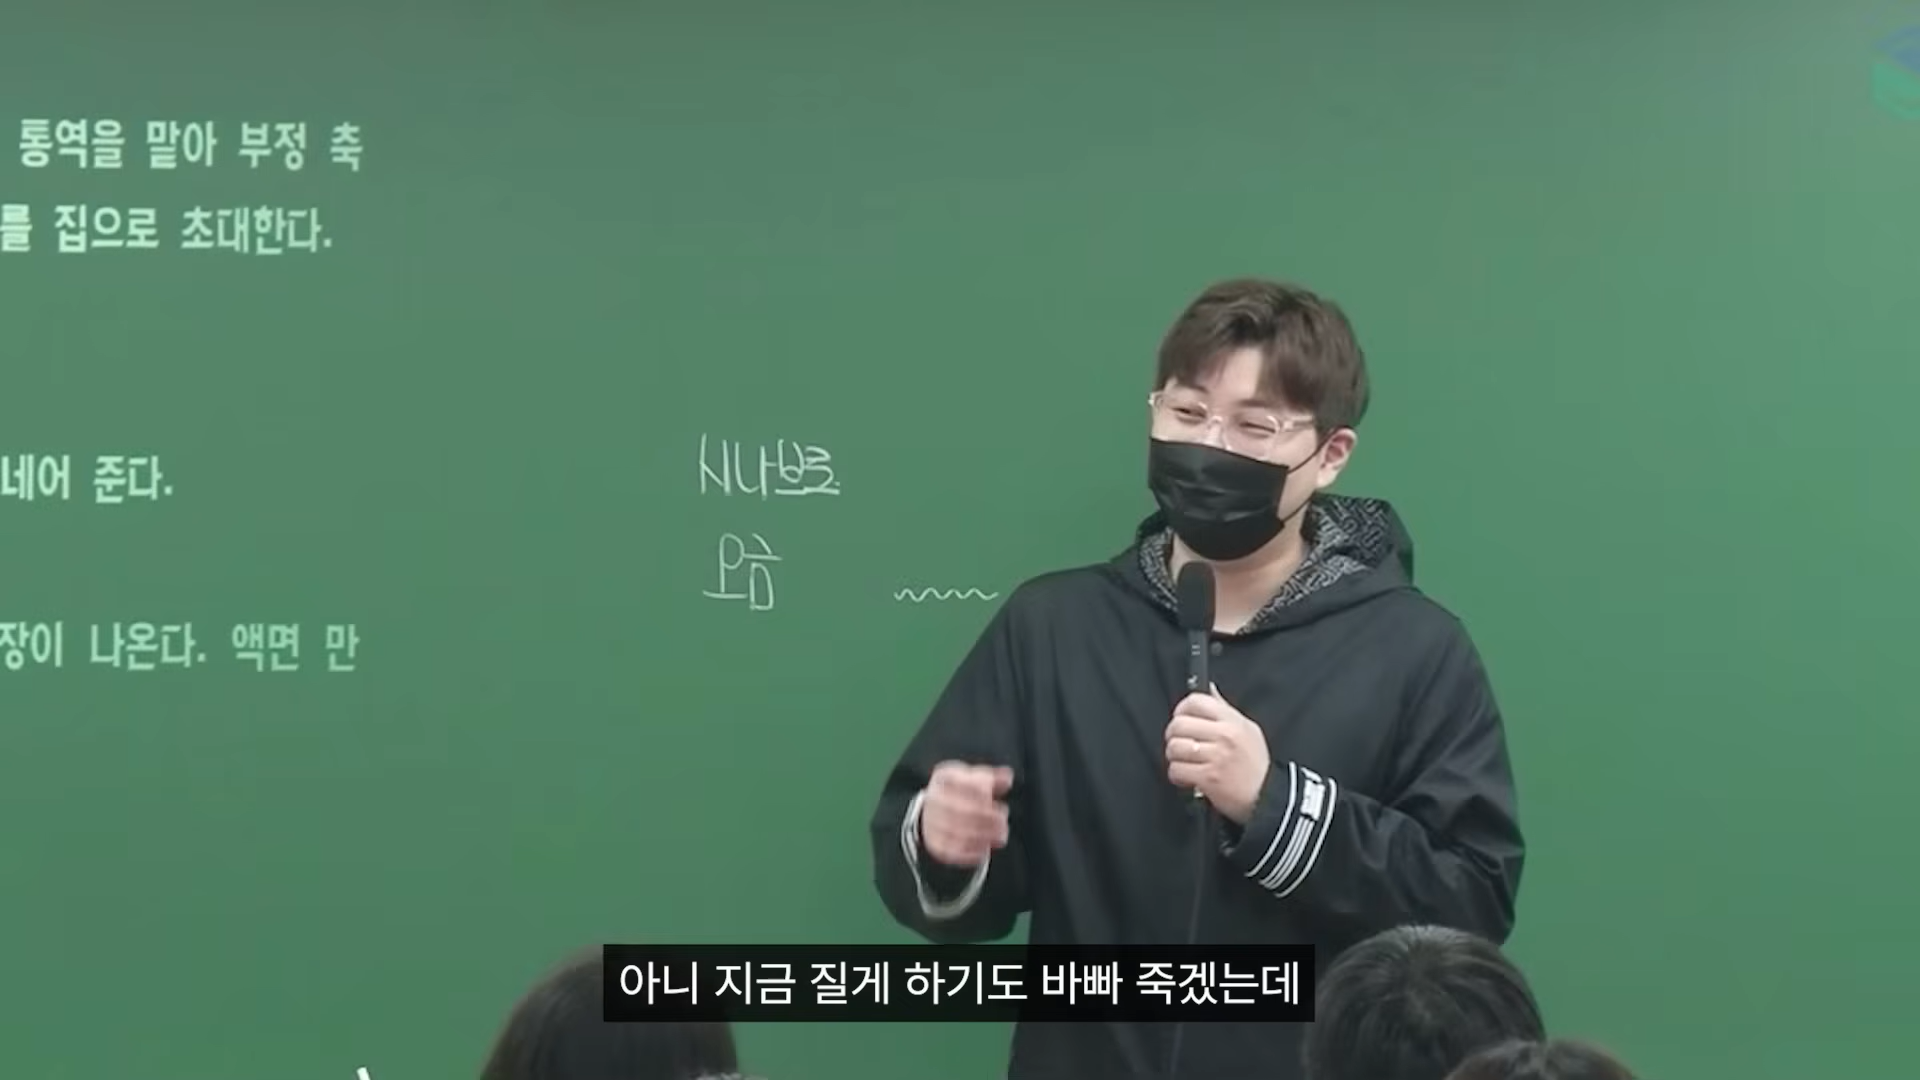 통역을 맡아 부정 축
를 집으로 초대한다.
네어 준다.
장이 나온다. 액면 만
시나브로
오금
아니 지금 질게 하기도 바빠 죽겠는데